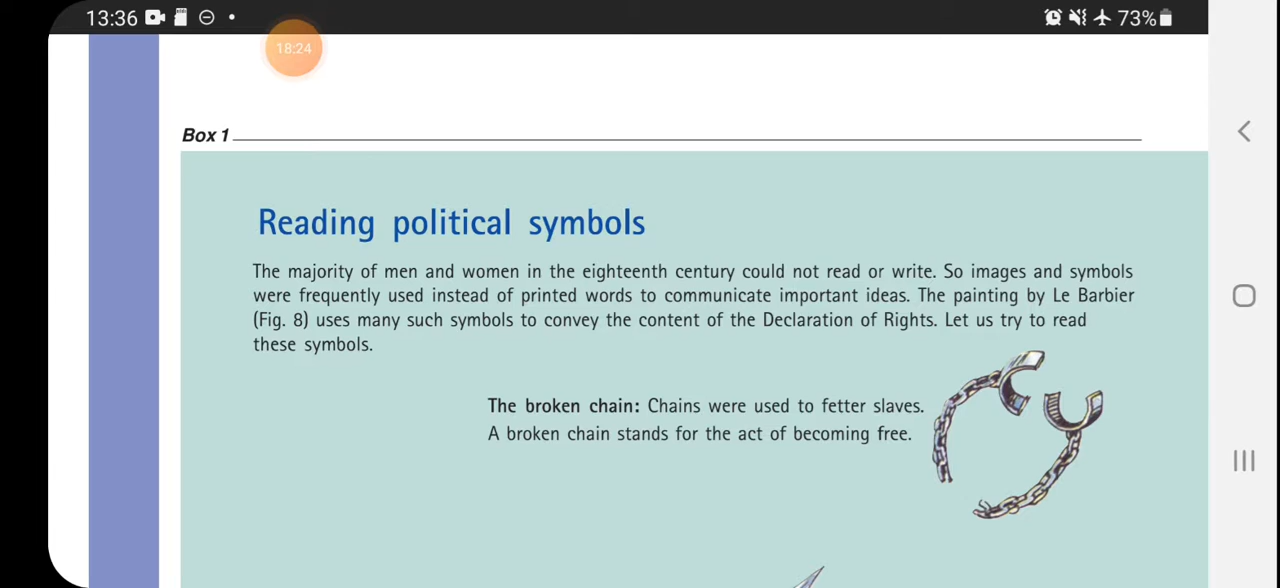 13:36
73%
18:24
Box 1
Reading political symbols
The majority of men and women in the eighteenth century could not read or write. So images and symbols
were frequently used instead of printed words to communicate important ideas. The painting by Le Barbier
(Fig. 8) uses many such symbols to convey the content of the Declaration of Rights. Let us try to read
these symbols.
The broken chain: Chains were used to fetter slaves.
A broken chain stands for the act of becoming free.